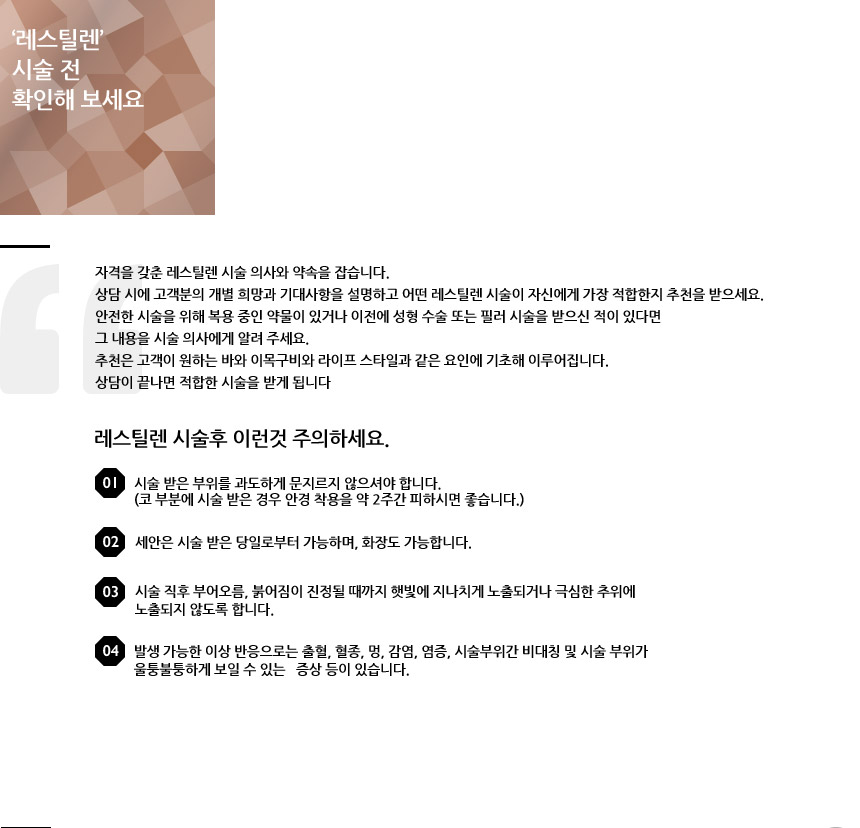 ‘레스틸렌’
시술 전
확인해 보세요
자격을 갖춘 레스틸렌 시술 의사와 약속을 잡습니다.
상담 시에 고객분의 개별 희망과 기대사항을 설명하고 어떤 레스틸렌 시술이 자신에게 가장 적합한지 추천을 받으세요.
안전한 시술을 위해 복용 중인 약물이 있거나 이전에 성형 수술 또는 필러 시술을 받으신 적이 있다면
그 내용을 시술 의사에게 알려 주세요.
추천은 고객이 원하는 바와 이목구비와 라이프 스타일과 같은 요인에 기초해 이루어집니다.
상담이 끝나면 적합한 시술을 받게 됩니다
레스틸렌 시술후 이런것 주의하세요.
01 시술 받은 부위를 과도하게 문지르지 않으셔야 합니다.
(코 부분에 시술 받은 경우 안경 착용을 약 2주간 피하시면 좋습니다.)
02 세안은 시술 받은 당일로부터 가능하며, 화장도 가능합니다.
03 시술 직후 부어오름, 붉어짐이 진정될 때까지 햇빛에 지나치게 노출되거나 극심한 추위에
노출되지 않도록 합니다.
04 발생 가능한 이상 반응으로는 출혈, 혈종, 멍, 감염, 염증, 시술부위간 비대칭 및 시술 부위가
울퉁불퉁하게 보일 수 있는 증상 등이 있습니다.